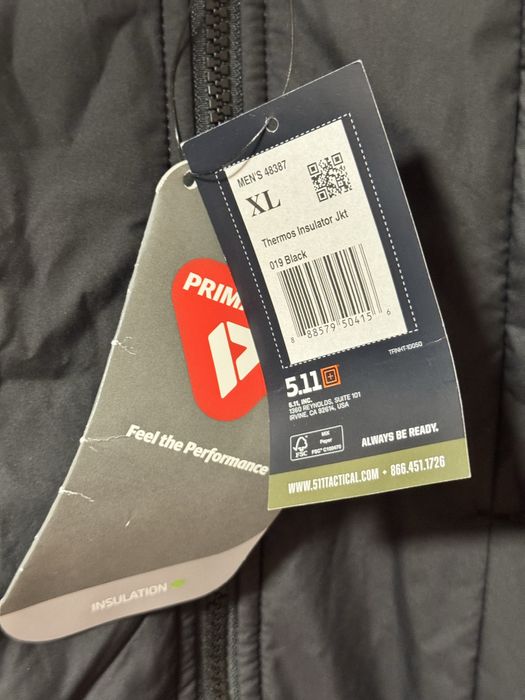 MEN'S 48387
XL
Thermos Insulator Jkt
019 Black
8 88579 50415 6
TRNHT-10050
5.11
5.11, INC.
1360 REYNOLDS, SUITE 101
IRVINE, CA 92614, USA
FSC
MIX
Paper
ALWAYS BE READY.
WWW.511TACTICAL.COM • 866.451.1726
PRIM
Feel the Performance
INSULATION